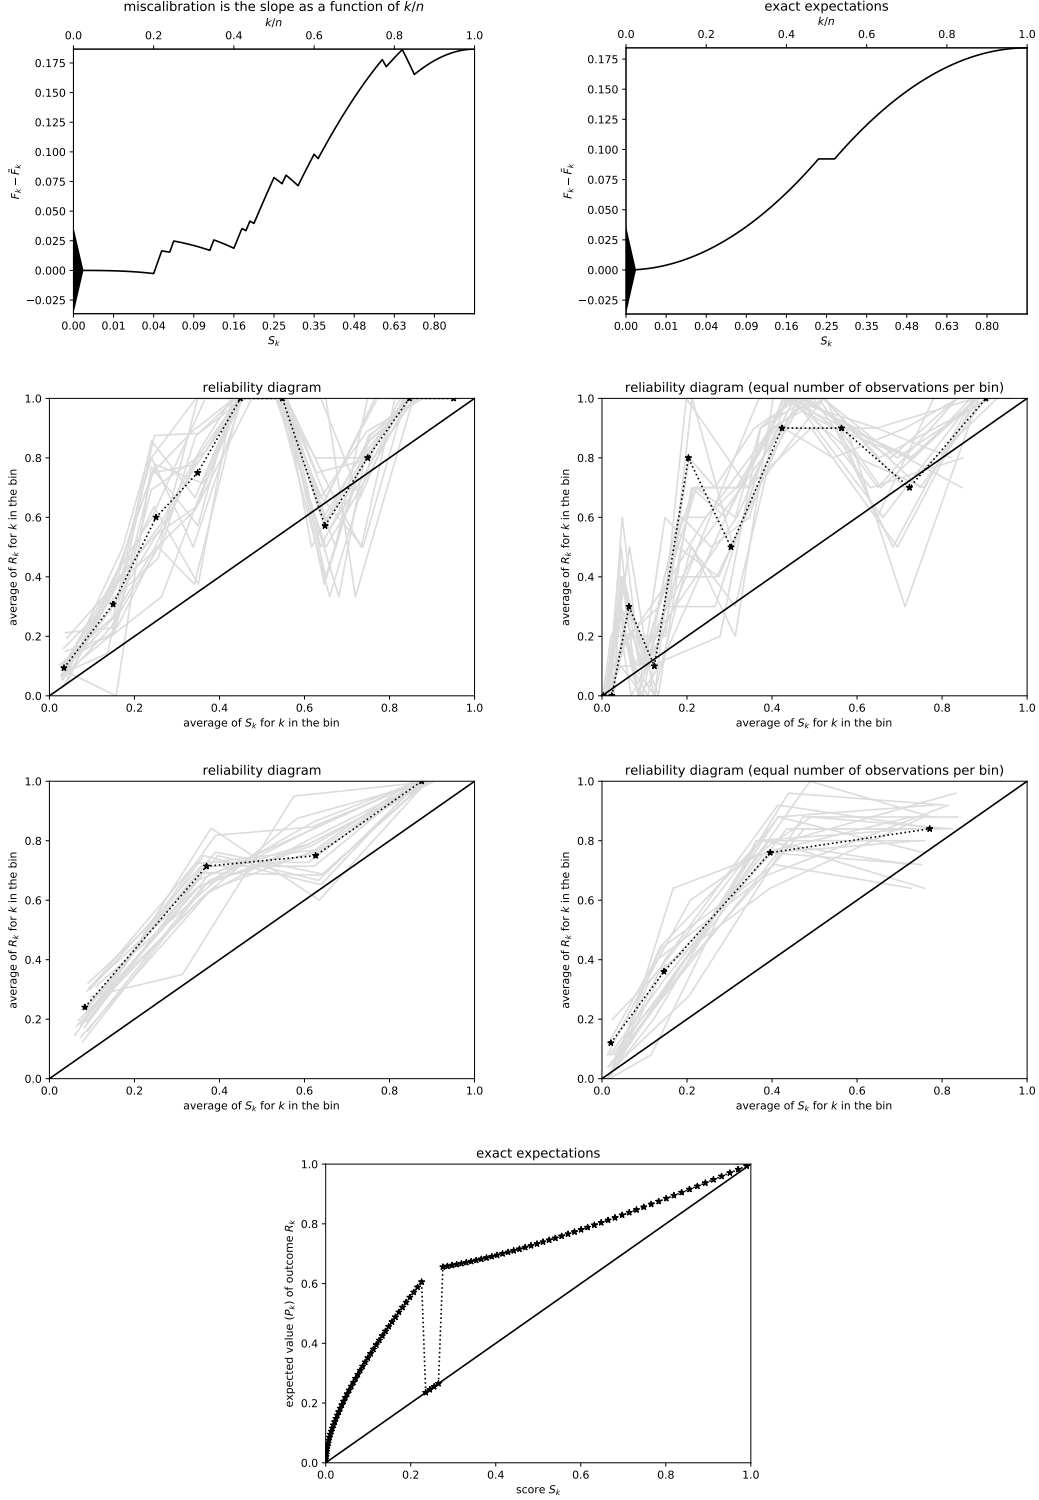 miscalibration is the slope as a function of k/n
k/n
0.0 0.2 0.4 0.6 0.8 1.0
0.175
0.150
0.125
0.100
0.075
0.050
0.025
0.000
−0.025
F_k − F̃_k
0.00 0.01 0.04 0.09 0.16 0.25 0.35 0.48 0.63 0.80
S_k
exact expectations
k/n
0.0 0.2 0.4 0.6 0.8 1.0
0.175
0.150
0.125
0.100
0.075
0.050
0.025
0.000
−0.025
F_k − F̃_k
0.00 0.01 0.04 0.09 0.16 0.25 0.35 0.48 0.63 0.80
S_k
reliability diagram
1.0
0.8
0.6
0.4
0.2
0.0
average of R_k for k in the bin
0.0 0.2 0.4 0.6 0.8 1.0
average of S_k for k in the bin
reliability diagram (equal number of observations per bin)
1.0
0.8
0.6
0.4
0.2
0.0
average of R_k for k in the bin
0.0 0.2 0.4 0.6 0.8 1.0
average of S_k for k in the bin
reliability diagram
1.0
0.8
0.6
0.4
0.2
0.0
average of R_k for k in the bin
0.0 0.2 0.4 0.6 0.8 1.0
average of S_k for k in the bin
reliability diagram (equal number of observations per bin)
1.0
0.8
0.6
0.4
0.2
0.0
average of R_k for k in the bin
0.0 0.2 0.4 0.6 0.8 1.0
average of S_k for k in the bin
exact expectations
1.0
0.8
0.6
0.4
0.2
0.0
expected value (P_k) of outcome R_k
0.0 0.2 0.4 0.6 0.8 1.0
score S_k